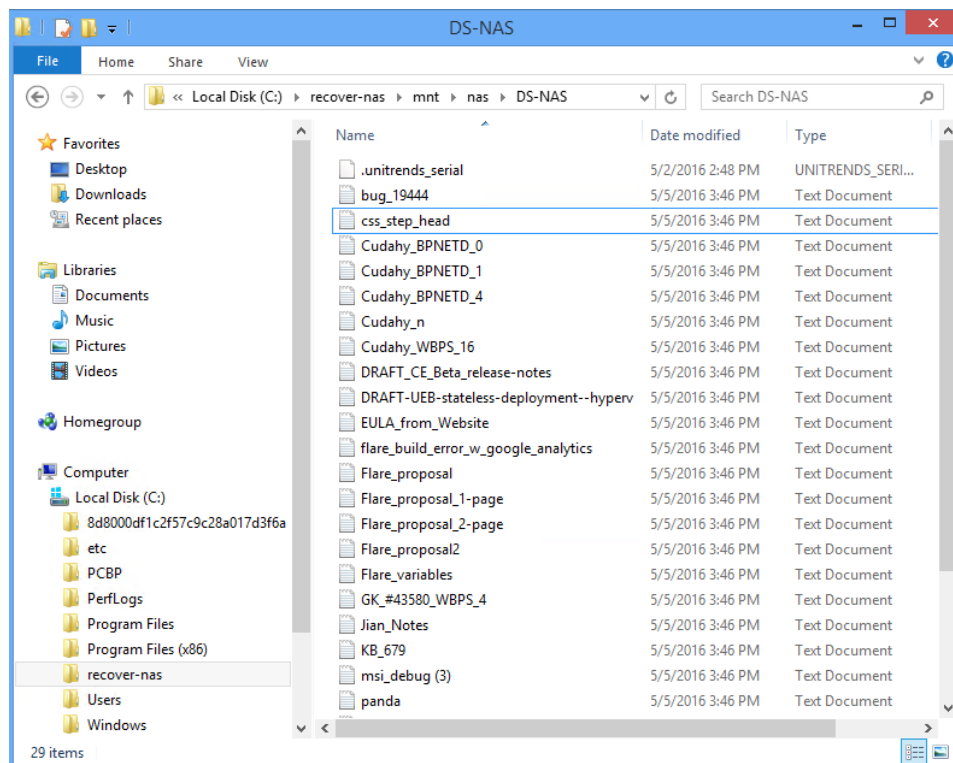 DS-NAS
File Home Share View
« Local Disk (C:) recover-nas mnt nas DS-NAS Search DS-NAS
Favorites
Desktop
Downloads
Recent places
Libraries
Documents
Music
Pictures
Videos
Homegroup
Computer
Local Disk (C:)
8d8000df1c2f57c9c28a017d3f6a
etc
PCBP
PerfLogs
Program Files
Program Files (x86)
recover-nas
Users
Windows
Name Date modified Type
.unitrends_serial 5/2/2016 2:48 PM UNITRENDS_SERI...
bug_19444 5/5/2016 3:46 PM Text Document
css_step_head 5/5/2016 3:46 PM Text Document
Cudahy_BPNETD_0 5/5/2016 3:46 PM Text Document
Cudahy_BPNETD_1 5/5/2016 3:46 PM Text Document
Cudahy_BPNETD_4 5/5/2016 3:46 PM Text Document
Cudahy_n 5/5/2016 3:46 PM Text Document
Cudahy_WBPS_16 5/5/2016 3:46 PM Text Document
DRAFT_CE_Beta_release-notes 5/5/2016 3:46 PM Text Document
DRAFT-UEB-stateless-deployment--hyperv 5/5/2016 3:46 PM Text Document
EULA_from_Website 5/5/2016 3:46 PM Text Document
flare_build_error_w_google_analytics 5/5/2016 3:46 PM Text Document
Flare_proposal 5/5/2016 3:46 PM Text Document
Flare_proposal_1-page 5/5/2016 3:46 PM Text Document
Flare_proposal_2-page 5/5/2016 3:46 PM Text Document
Flare_proposal2 5/5/2016 3:46 PM Text Document
Flare_variables 5/5/2016 3:46 PM Text Document
GK_#43580_WBPS_4 5/5/2016 3:46 PM Text Document
Jian_Notes 5/5/2016 3:46 PM Text Document
KB_679 5/5/2016 3:46 PM Text Document
msi_debug (3) 5/5/2016 3:46 PM Text Document
panda 5/5/2016 3:46 PM Text Document
29 items